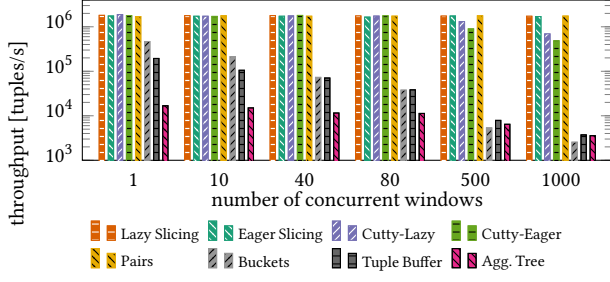 throughput [tuples/s]
10^6
10^5
10^4
10^3
1 10 40 80 500 1000
number of concurrent windows
Lazy Slicing Eager Slicing Cutty-Lazy Cutty-Eager
Pairs Buckets Tuple Buffer Agg. Tree